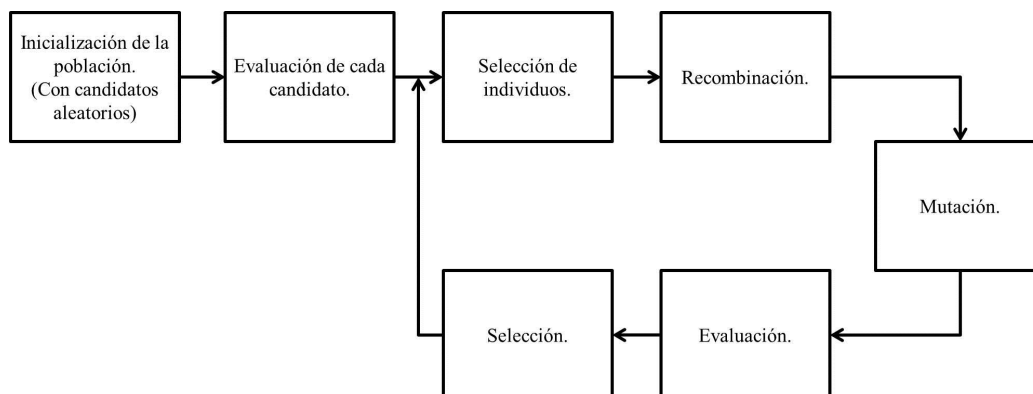 Inicialización de la
población.
(Con candidatos
aleatorios)
Evaluación de cada
candidato.
Selección de
individuos.
Recombinación.
Mutación.
Evaluación.
Selección.